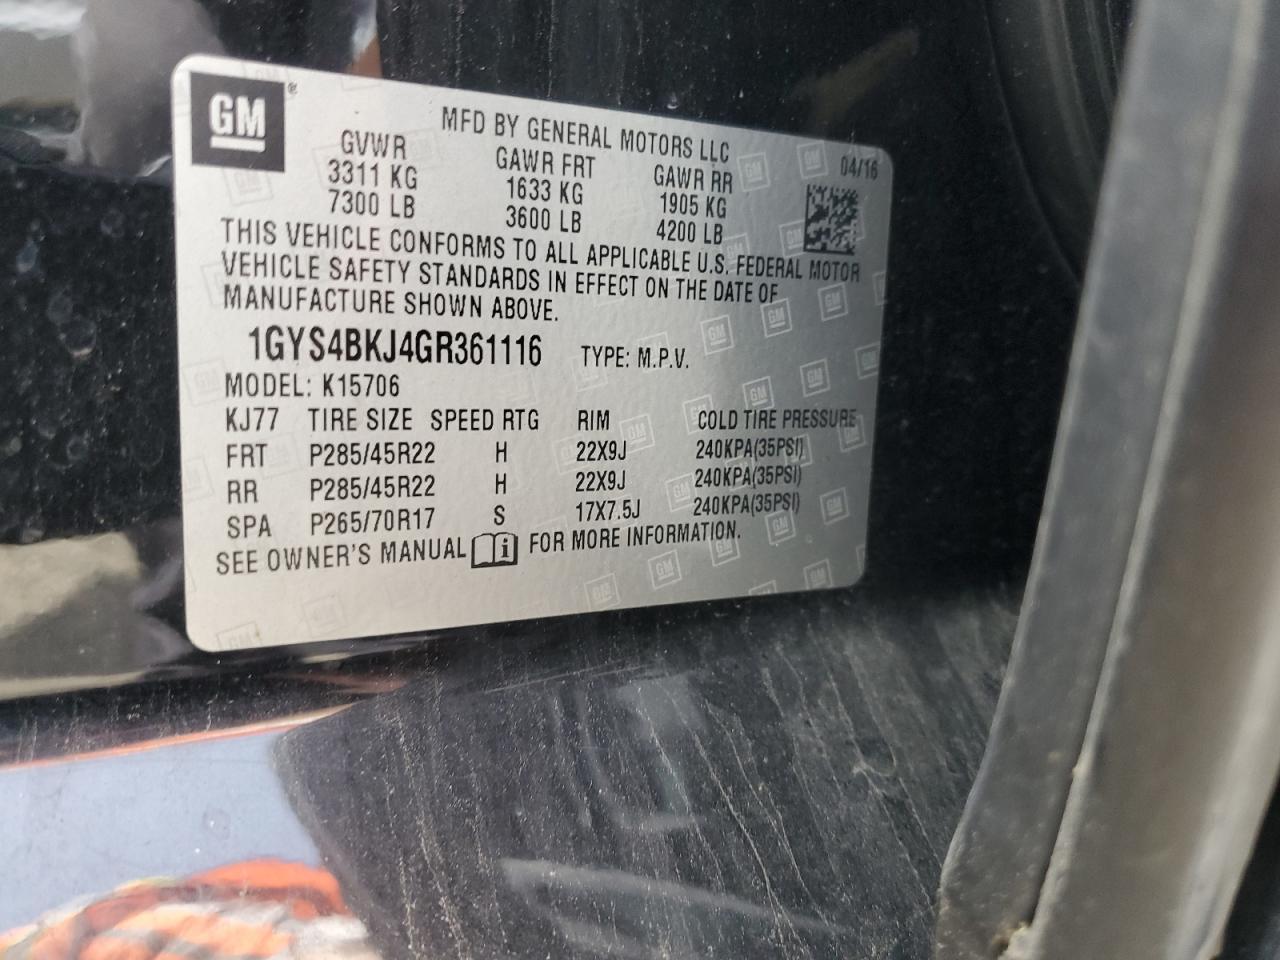 GM®
MFD BY GENERAL MOTORS LLC
04/16
GVWR GAWR FRT GAWR RR
3311 KG 1633 KG 1905 KG
7300 LB 3600 LB 4200 LB
THIS VEHICLE CONFORMS TO ALL APPLICABLE U.S. FEDERAL MOTOR
VEHICLE SAFETY STANDARDS IN EFFECT ON THE DATE OF
MANUFACTURE SHOWN ABOVE.
1GYS4BKJ4GR361116 TYPE: M.P.V.
MODEL: K15706
KJ77 TIRE SIZE SPEED RTG RIM COLD TIRE PRESSURE
FRT P285/45R22 H 22X9J 240KPA(35PSI)
RR P285/45R22 H 22X9J 240KPA(35PSI)
SPA P265/70R17 S 17X7.5J 240KPA(35PSI)
SEE OWNER'S MANUAL i FOR MORE INFORMATION.